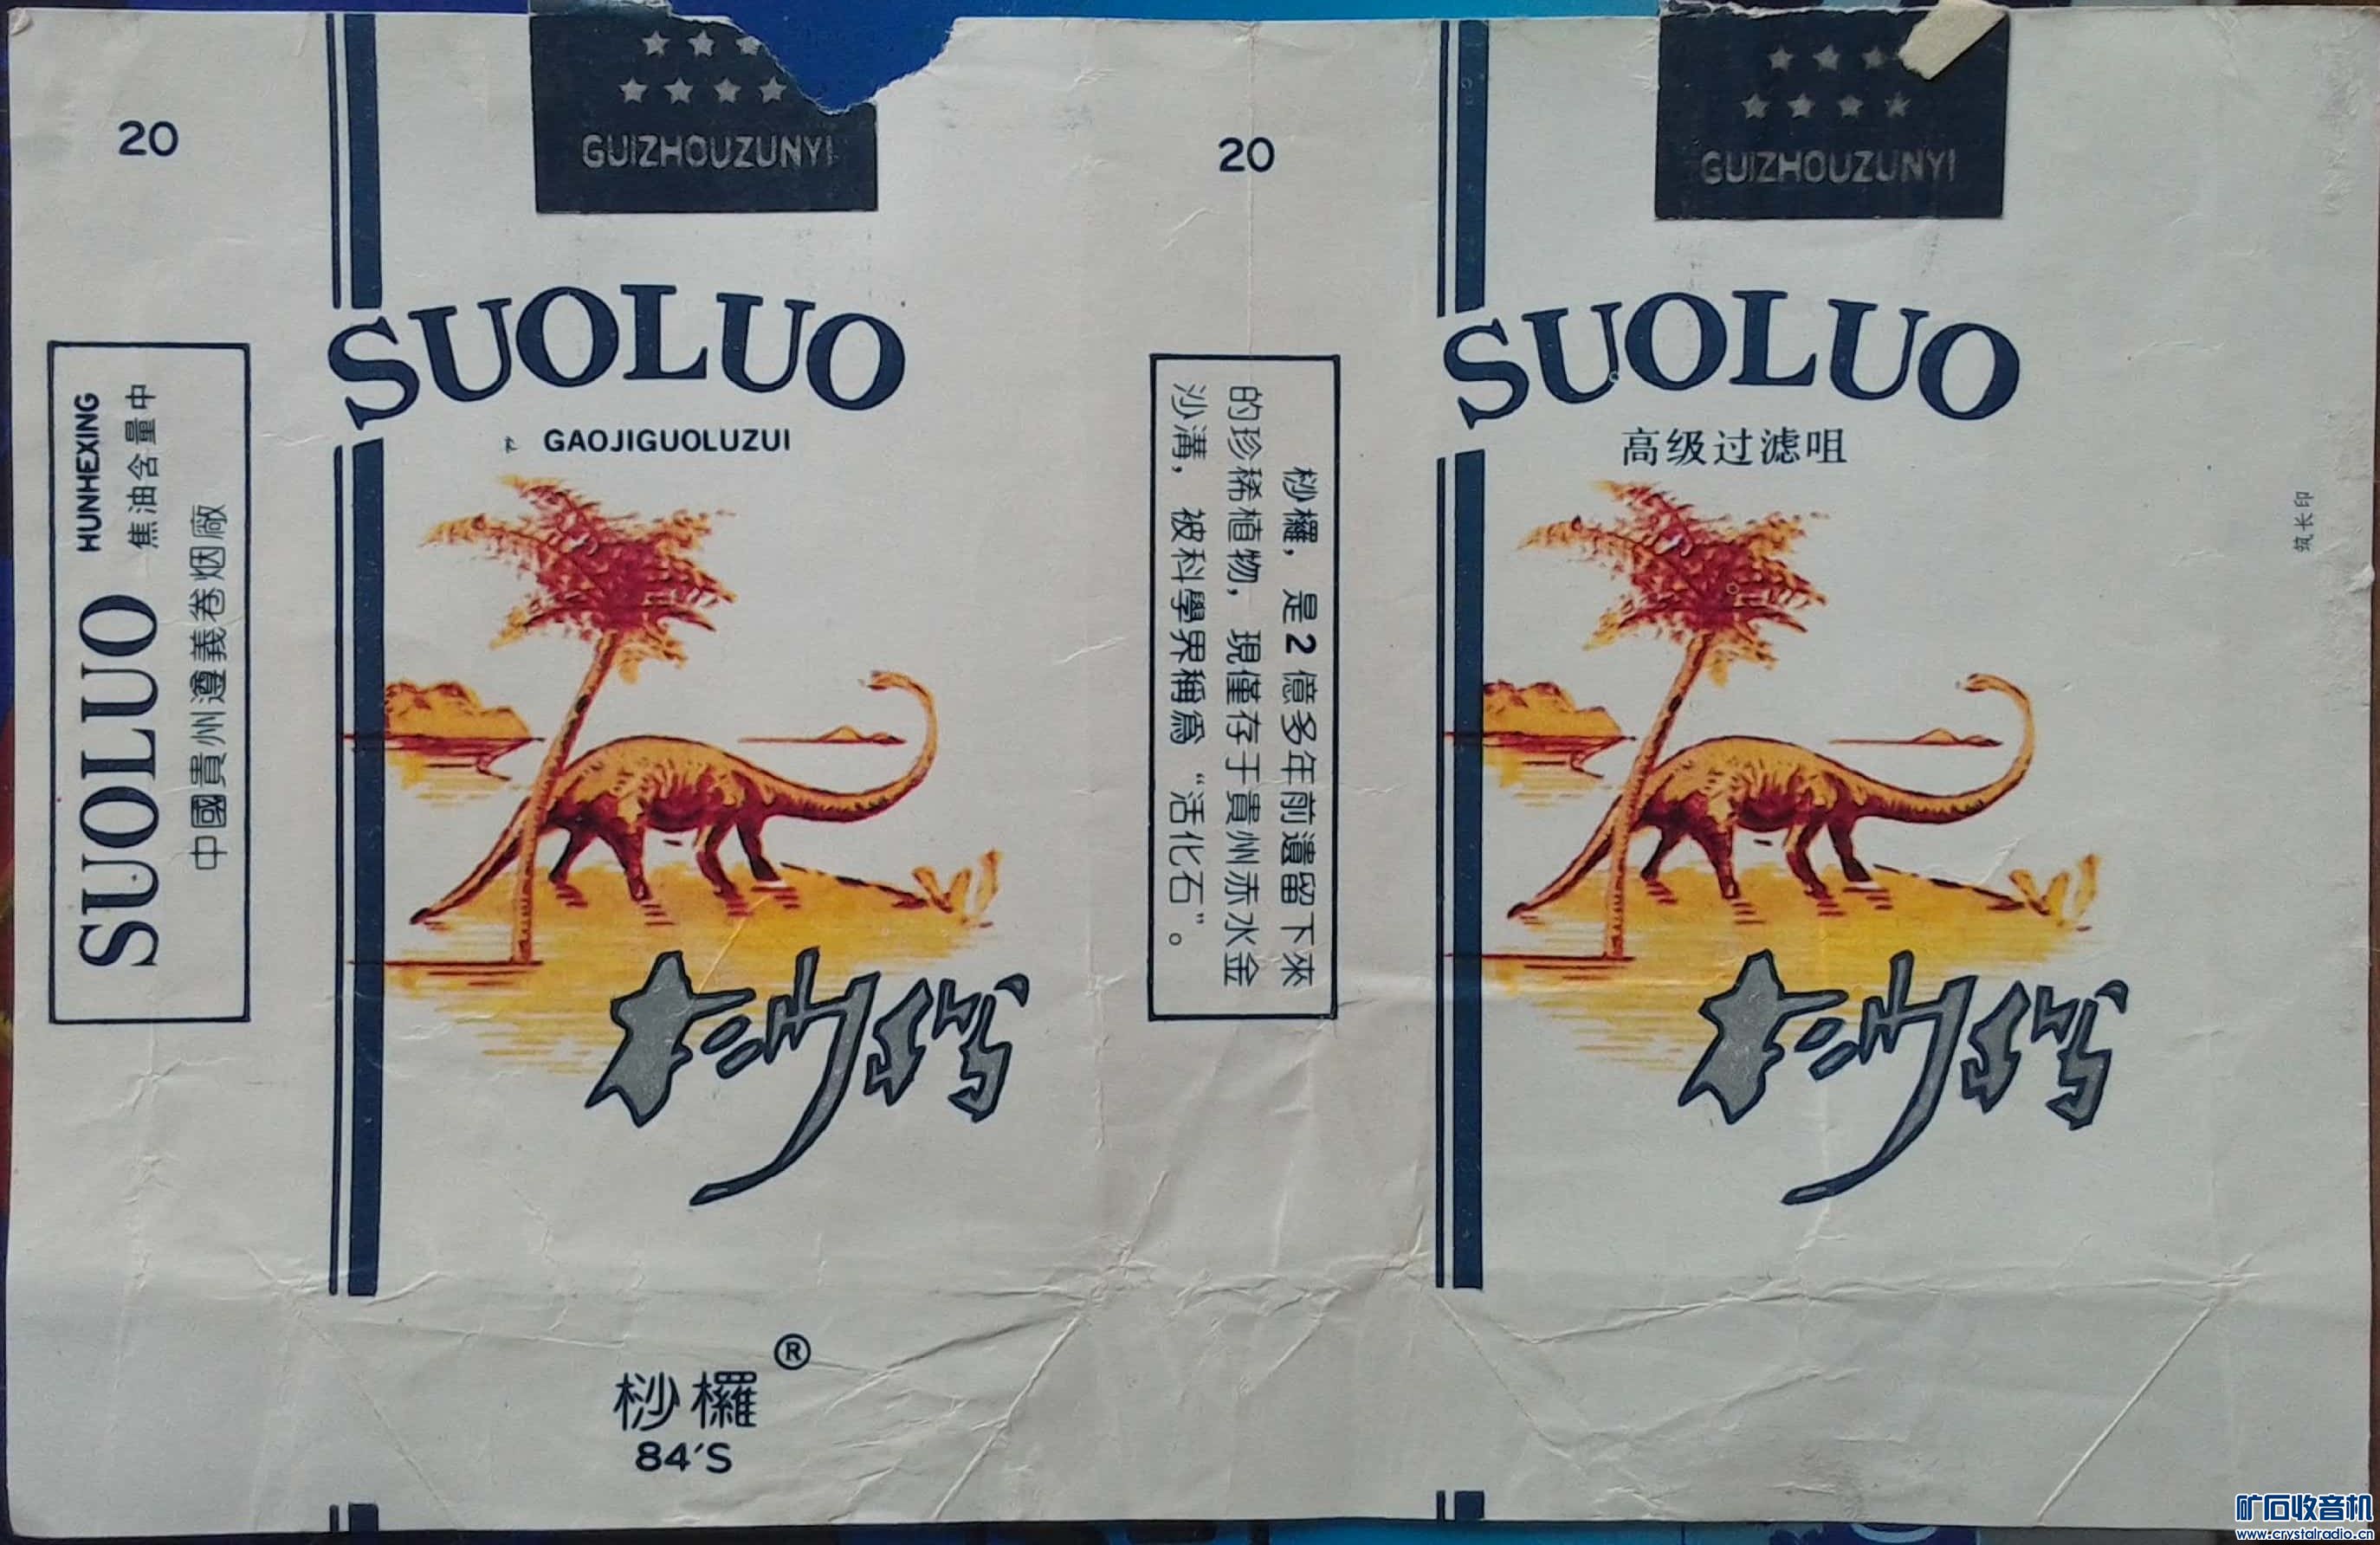 20
SUOLUO
HUNHEXING
焦油含量中
中國貴州遵義卷烟廠
GUIZHOUZUNYI
SUOLUO
GAOJIGUOLUZUI
桫欏
桫欏®
84'S
20
桫欏，是2億多年前遺留下來
的珍稀植物，現僅存于貴州赤水金
沙溝，被科學界稱爲“活化石”。
GUIZHOUZUNYI
SUOLUO
高级过滤咀
桫欏
筑长印
矿石收音机
www.crystalradio.cn